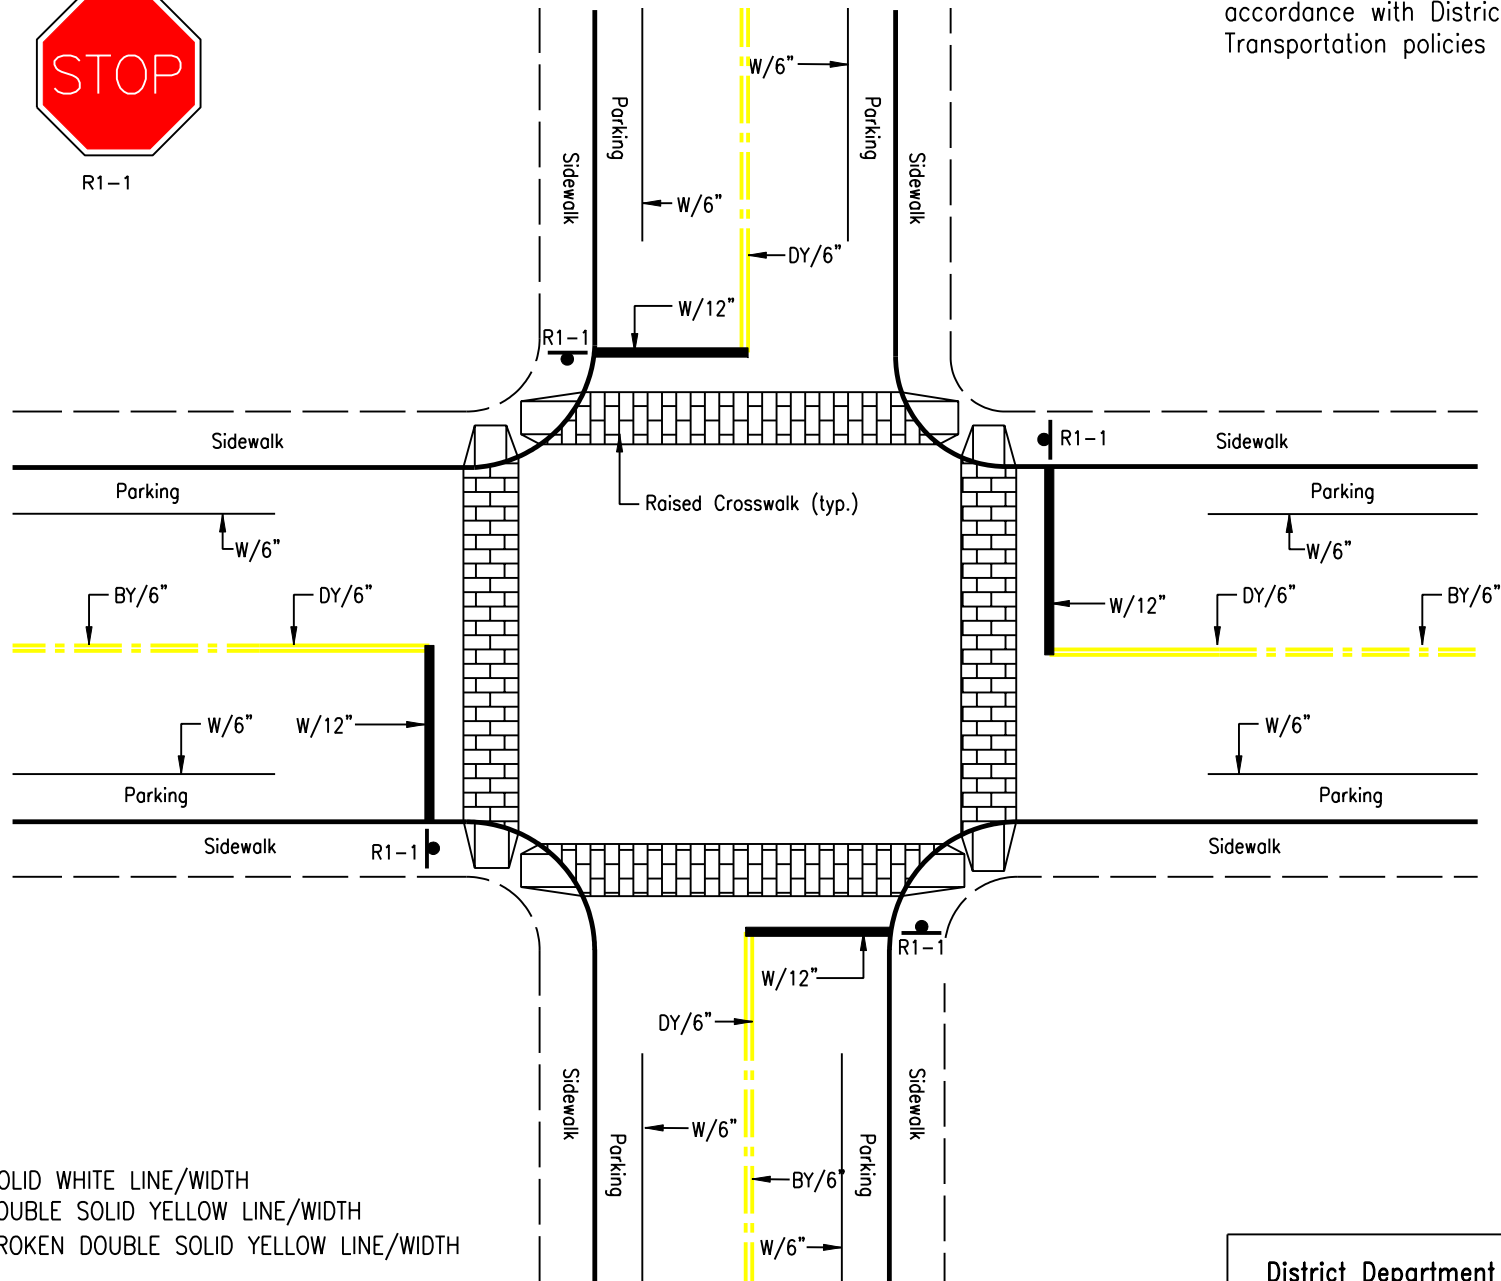 accordance with Distric
Transportation policies
STOP
R1-1
W/6"
Parking
Parking
Sidewalk
Sidewalk
W/6"
DY/6"
W/12"
R1-1
Sidewalk
R1-1
Sidewalk
Parking
Parking
Raised Crosswalk (typ.)
W/6"
W/6"
BY/6"
DY/6"
W/12"
DY/6"
BY/6"
W/6"
W/12"
W/6"
Parking
Parking
Sidewalk
R1-1
Sidewalk
R1-1
W/12"
DY/6"
Sidewalk
Sidewalk
W/6"
Parking
Parking
BY/6"
W/6"
OLID WHITE LINE/WIDTH
OUBLE SOLID YELLOW LINE/WIDTH
ROKEN DOUBLE SOLID YELLOW LINE/WIDTH
District Department